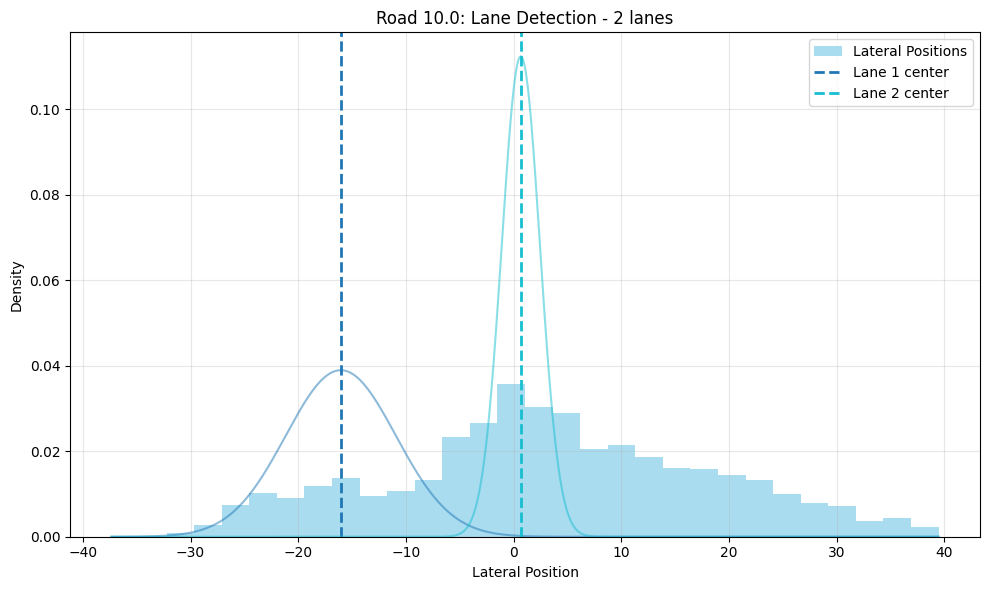 Road 10.0: Lane Detection - 2 lanes
Lateral Positions
Lane 1 center
Lane 2 center
Density
0.10
0.08
0.06
0.04
0.02
0.00
−40 −30 −20 −10 0 10 20 30 40
Lateral Position